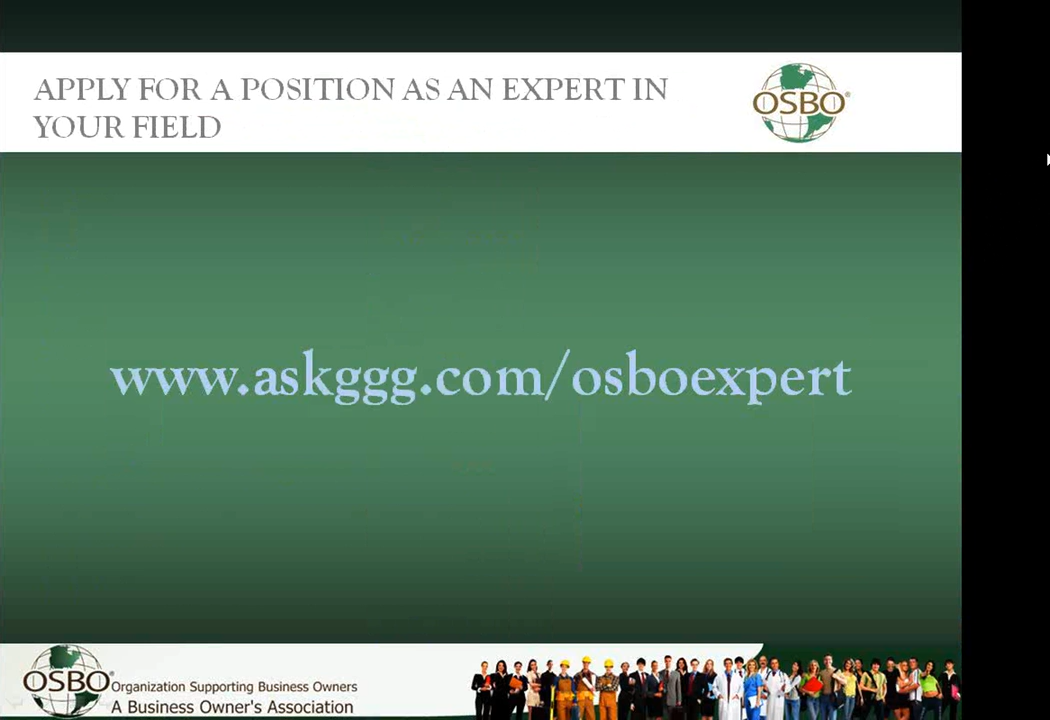 APPLY FOR A POSITION AS AN EXPERT IN
YOUR FIELD
OSBO®
www.askggg.com/osboexpert
OSBO®
Organization Supporting Business Owners
A Business Owner's Association